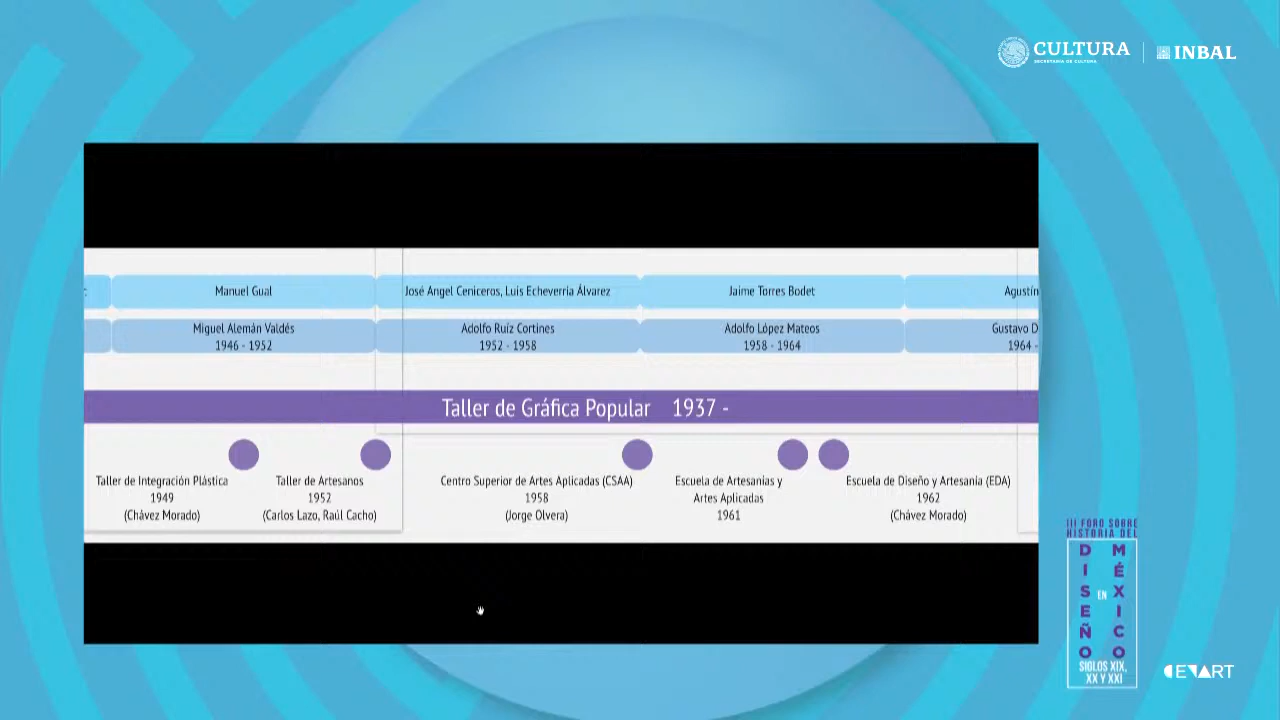 CULTURA
SECRETARÍA DE CULTURA
INBAL
Manuel Gual
José Angel Ceniceros, Luis Echeverria Álvarez
Jaime Torres Bodet
Agustín
Miguel Alemán Valdés
1946 - 1952
Adolfo Ruíz Cortines
1952 - 1958
Adolfo López Mateos
1958 - 1964
Gustavo D
1964 -
Taller de Gráfica Popular 1937 -
Taller de Integración Plástica
1949
(Chávez Morado)
Taller de Artesanos
1952
(Carlos Lazo, Raúl Cacho)
Centro Superior de Artes Aplicadas (CSAA)
1958
(Jorge Olvera)
Escuela de Artesanías y
Artes Aplicadas
1961
Escuela de Diseño y Artesanía (EDA)
1962
(Chávez Morado)
III FORO SOBRE
HISTORIA DEL
DISEÑO
EN
MÉXICO
SIGLOS XIX,
XX Y XXI
CENART